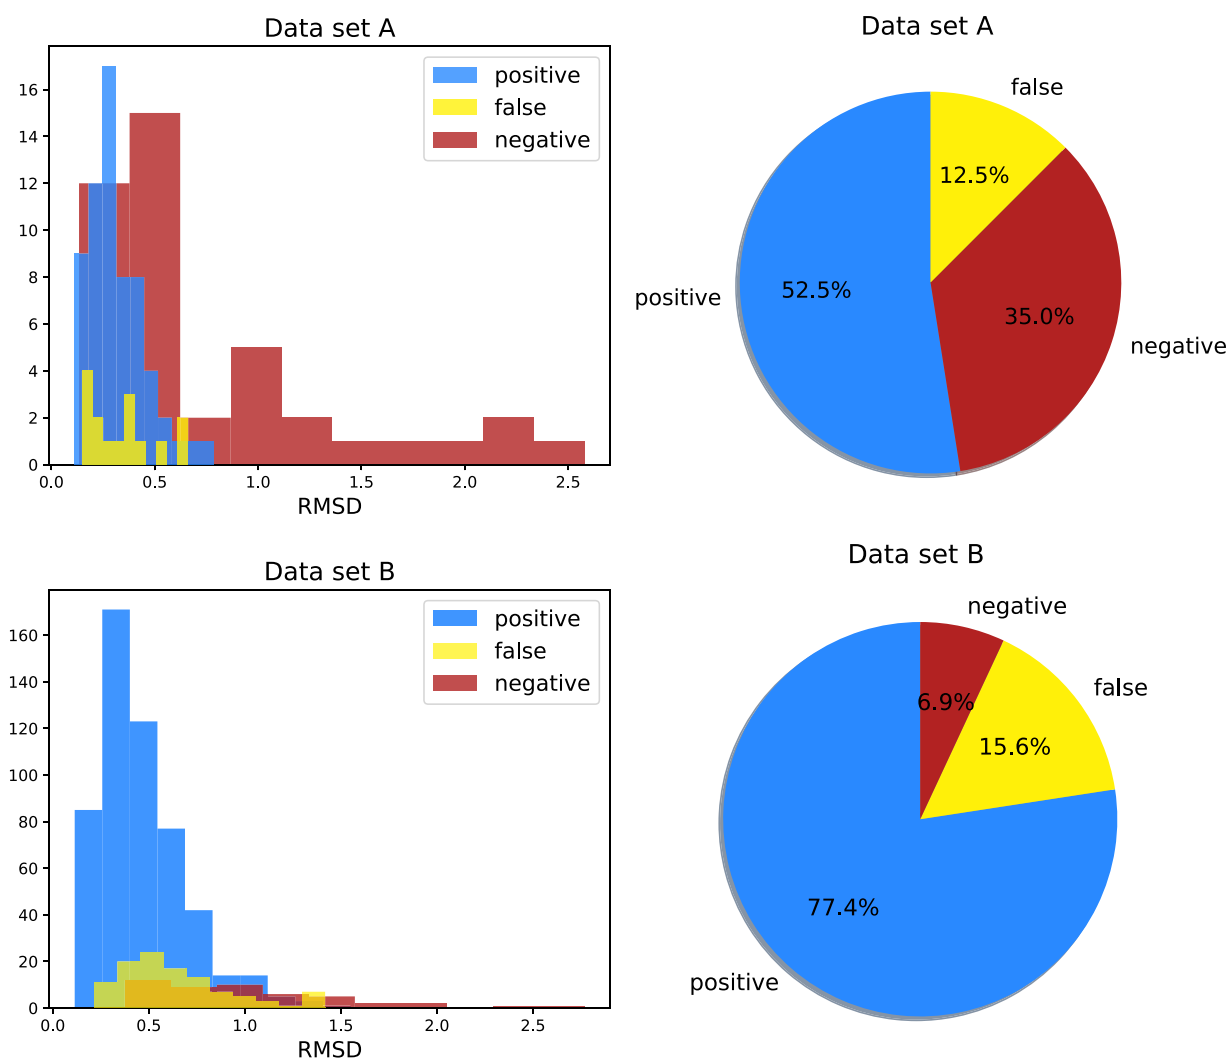 Data set A
16
14
12
10
8
6
4
2
0
0.0 0.5 1.0 1.5 2.0 2.5
RMSD
positive
false
negative
Data set A
false
12.5%
positive
52.5%
35.0%
negative
Data set B
160
140
120
100
80
60
40
20
0
0.0 0.5 1.0 1.5 2.0 2.5
RMSD
positive
false
negative
Data set B
negative
6.9%
false
15.6%
77.4%
positive